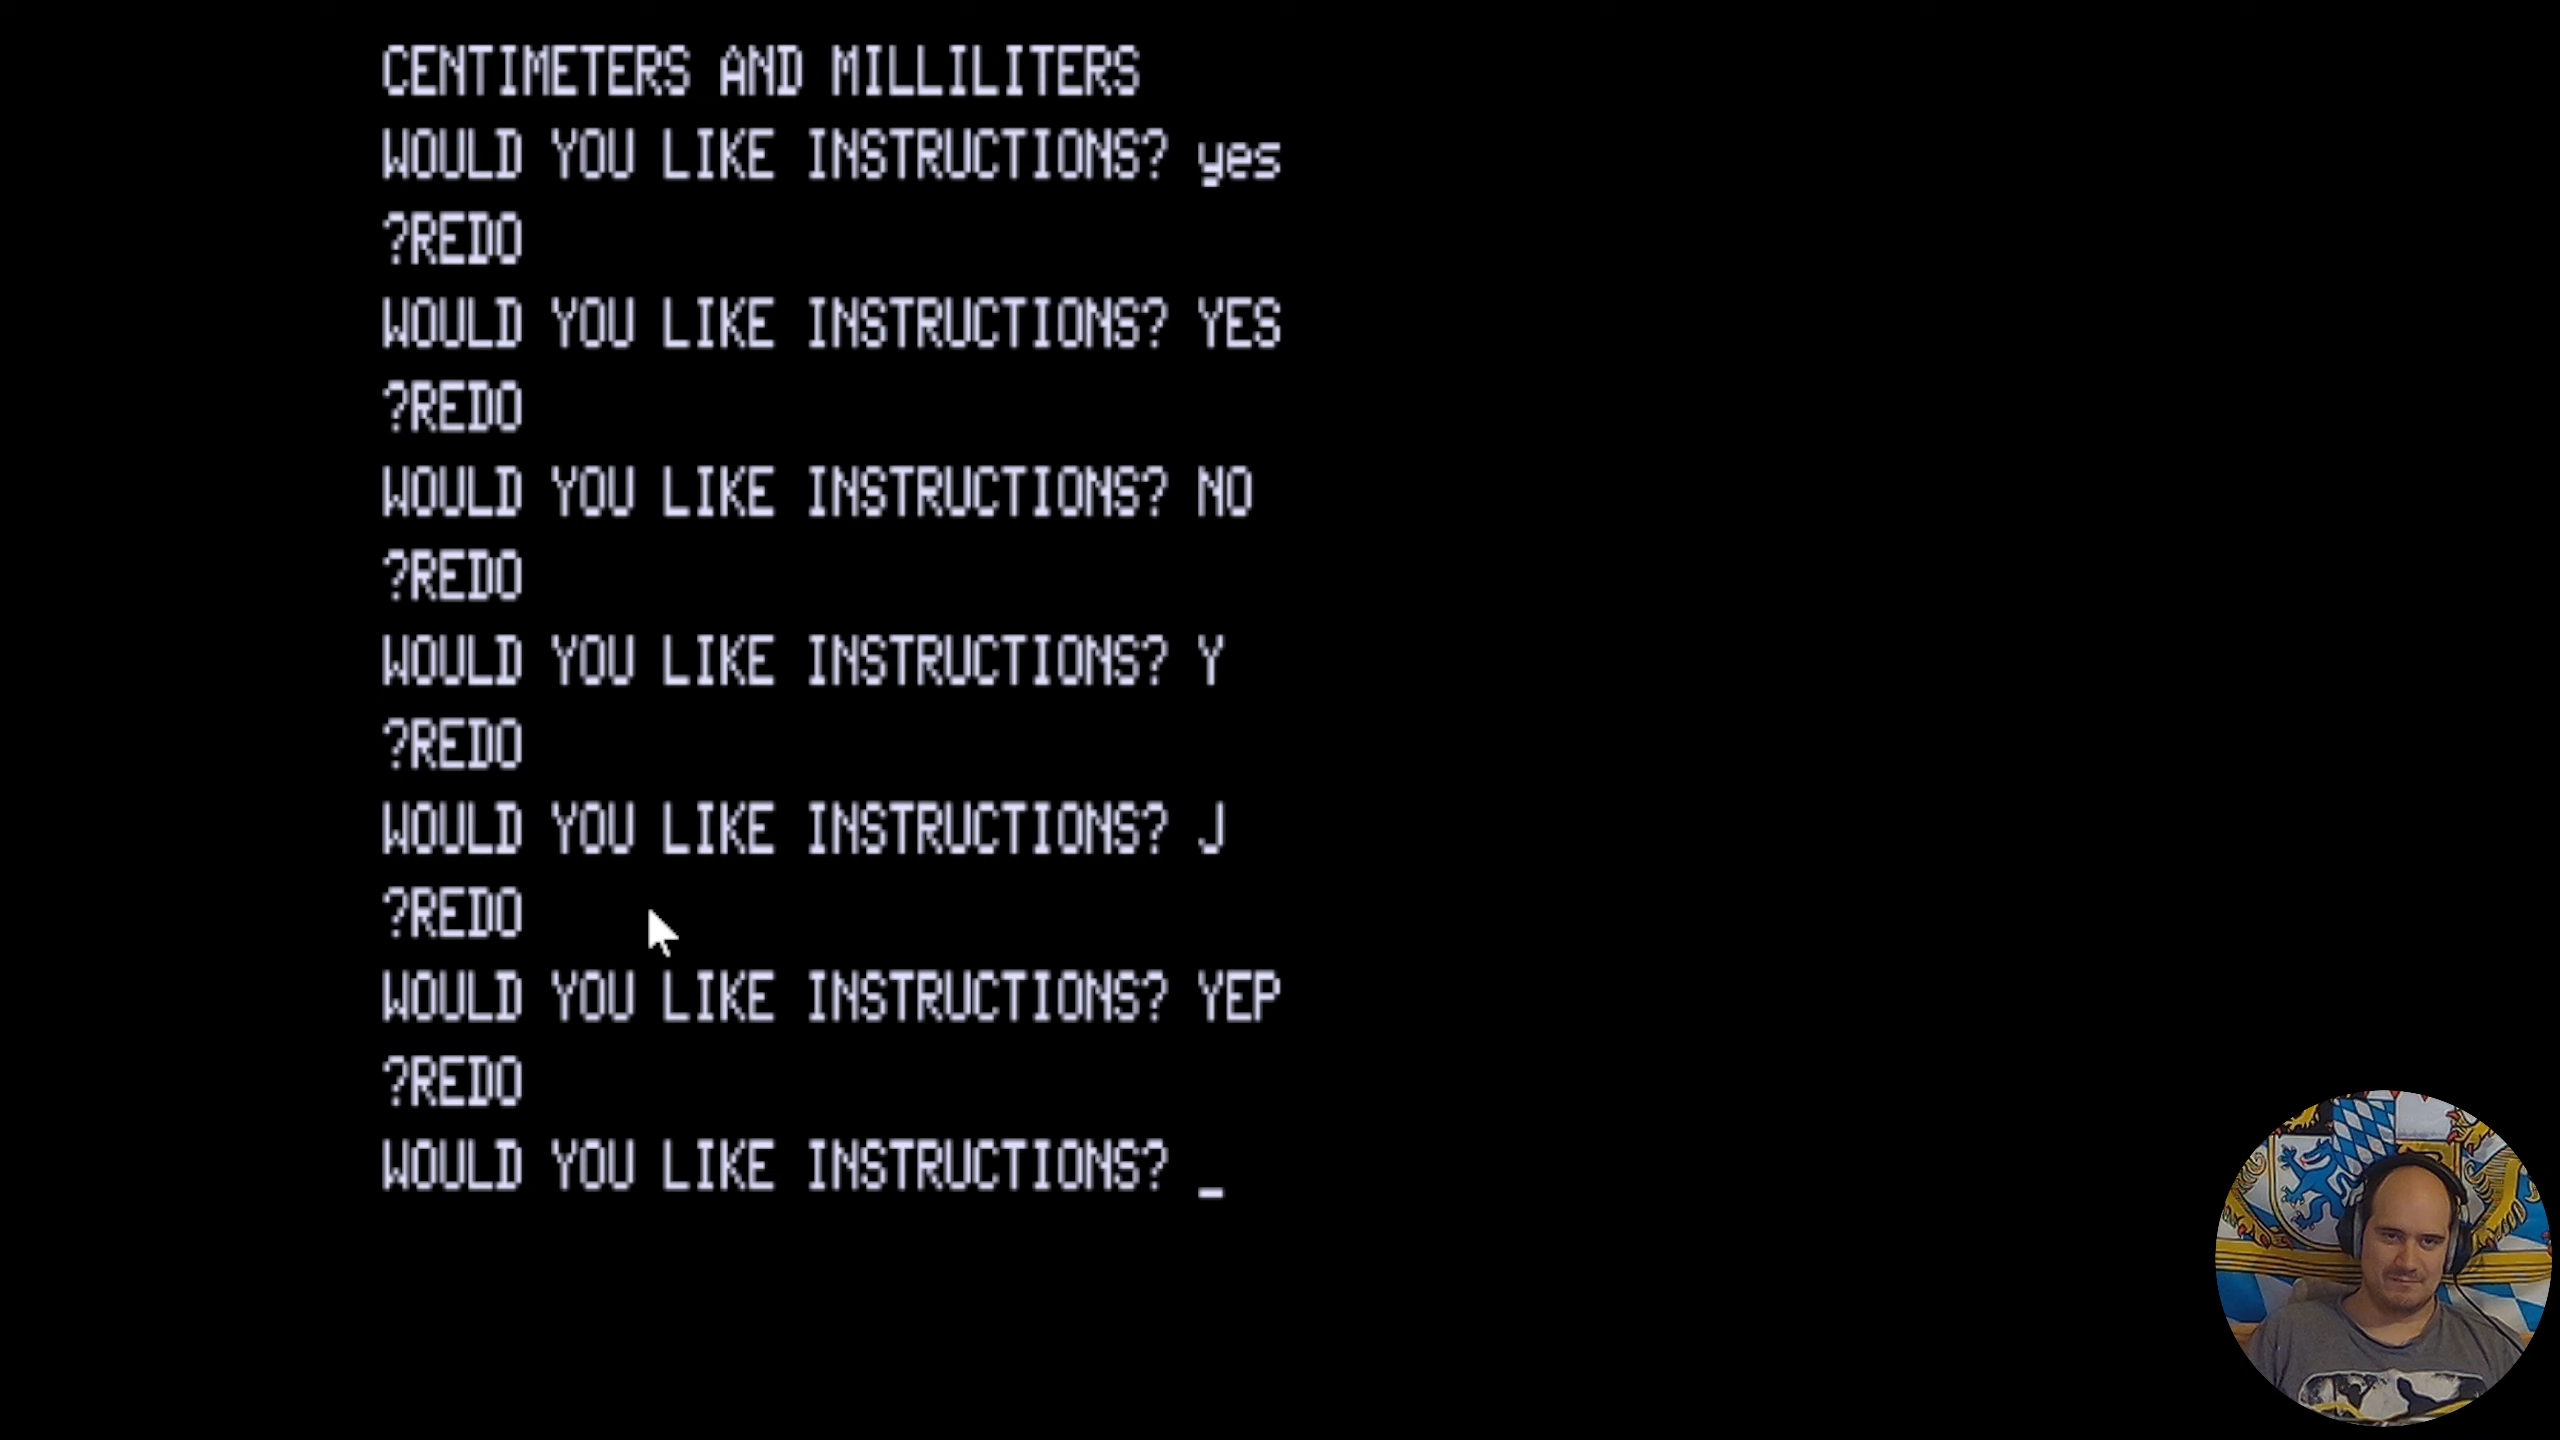 CENTIMETERS AND MILLILITERS
WOULD YOU LIKE INSTRUCTIONS? yes
?REDO
WOULD YOU LIKE INSTRUCTIONS? YES
?REDO
WOULD YOU LIKE INSTRUCTIONS? NO
?REDO
WOULD YOU LIKE INSTRUCTIONS? Y
?REDO
WOULD YOU LIKE INSTRUCTIONS? J
?REDO
WOULD YOU LIKE INSTRUCTIONS? YEP
?REDO
WOULD YOU LIKE INSTRUCTIONS? _